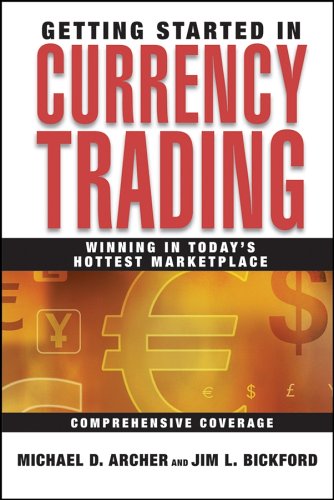 GETTING STARTED IN
CURRENCY
TRADING
WINNING IN TODAY'S
HOTTEST MARKETPLACE
¥
€
$
€
$
COMPREHENSIVE COVERAGE
MICHAEL D. ARCHER AND JIM L. BICKFORD